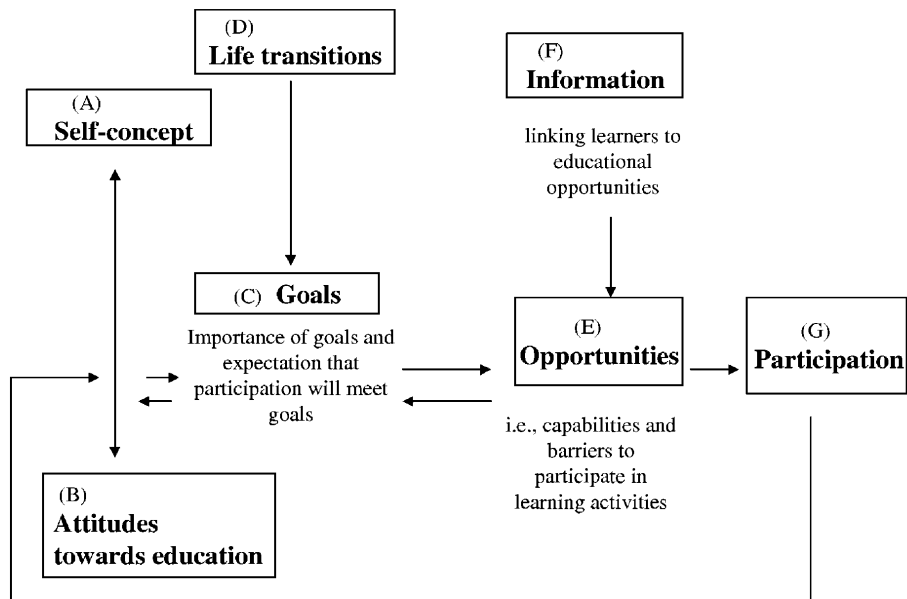 (D)
Life transitions
(F)
Information
(A)
Self-concept
linking learners to
educational
opportunities
(C) Goals
Importance of goals and
expectation that
participation will meet
goals
(E)
Opportunities
(G)
Participation
i.e., capabilities and
barriers to
participate in
learning activities
(B)
Attitudes
towards education